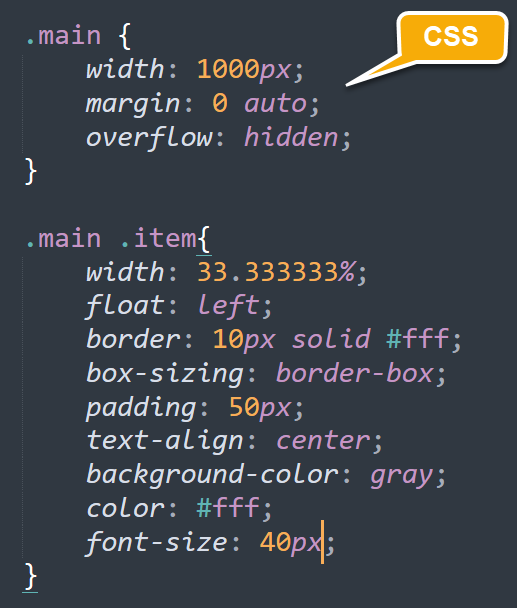 CSS
.main {
    width: 1000px;
    margin: 0 auto;
    overflow: hidden;
}
.main .item{
    width: 33.333333%;
    float: left;
    border: 10px solid #fff;
    box-sizing: border-box;
    padding: 50px;
    text-align: center;
    background-color: gray;
    color: #fff;
    font-size: 40px;
}